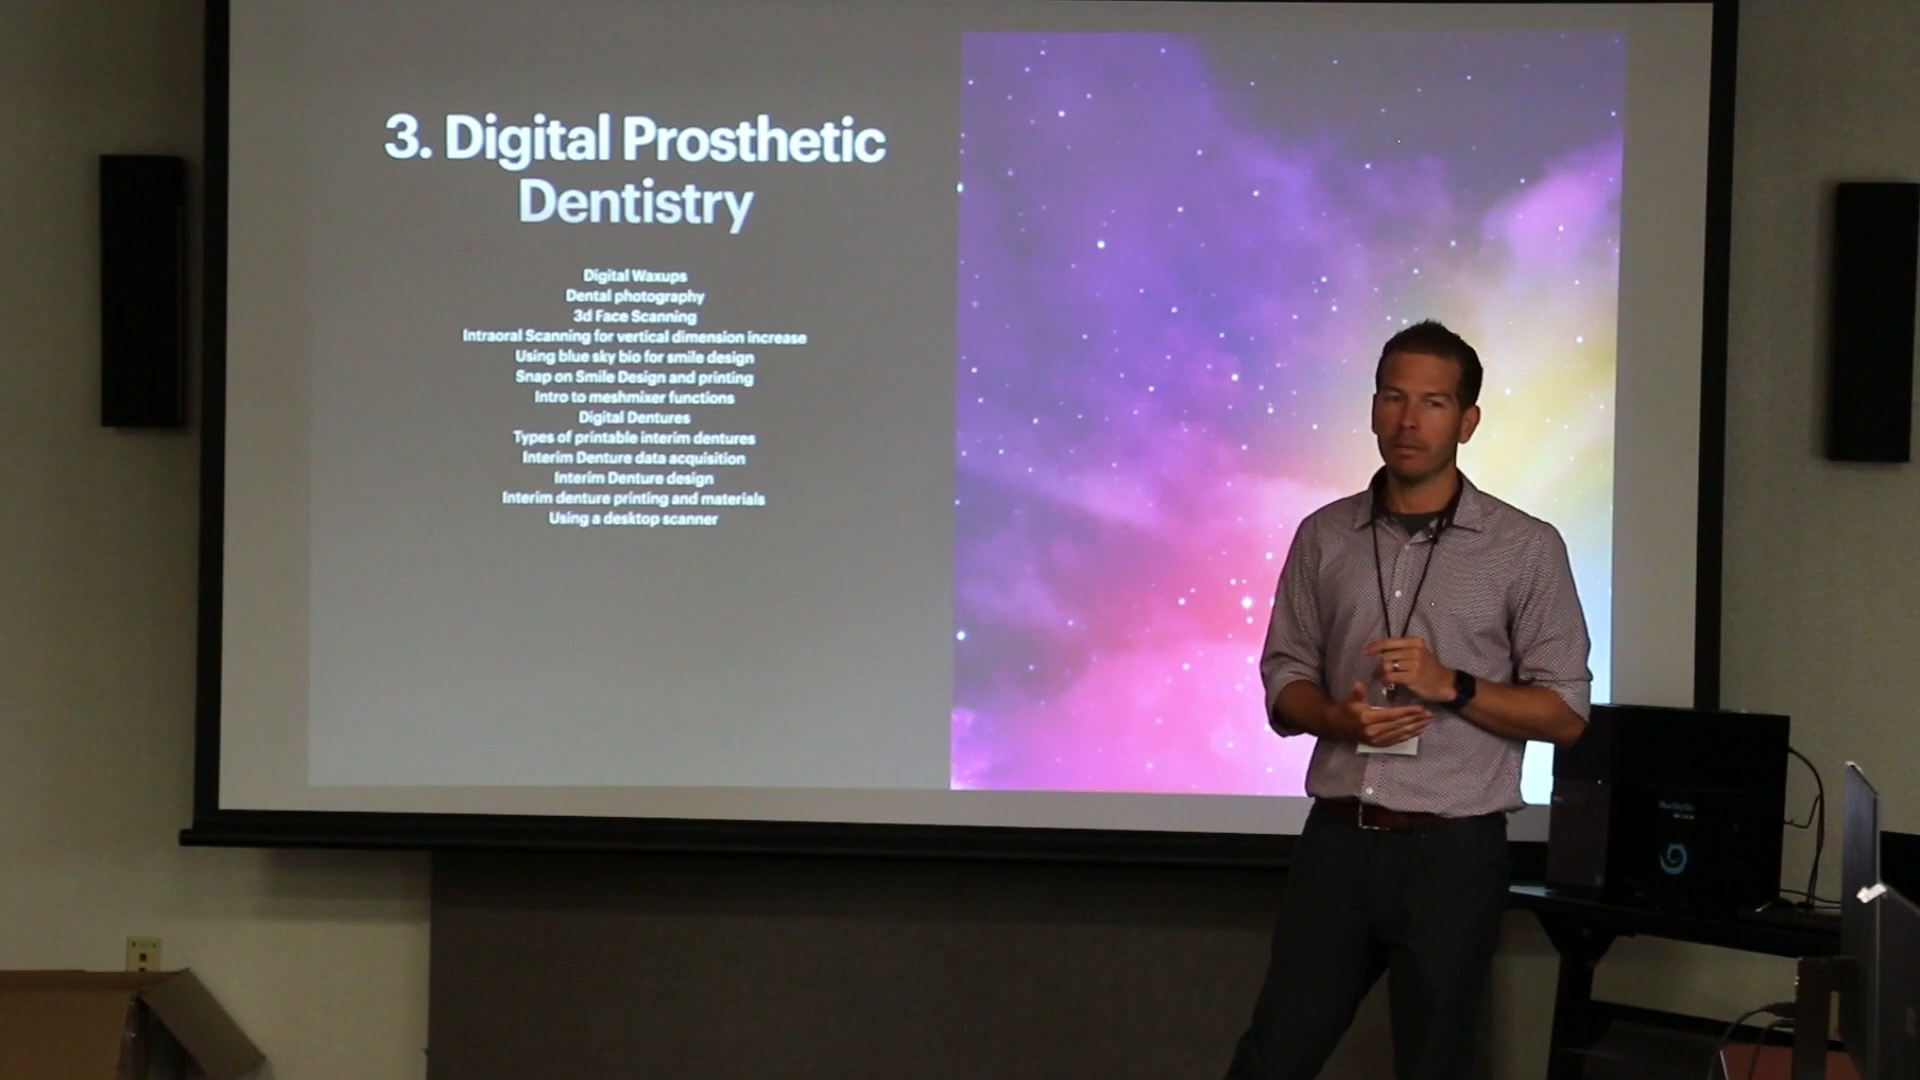 3. Digital Prosthetic
Dentistry
Digital Waxups
Dental photography
3d Face Scanning
Intraoral Scanning for vertical dimension increase
Using blue sky bio for smile design
Snap on Smile Design and printing
Intro to meshmixer functions
Digital Dentures
Types of printable interim dentures
Interim Denture data acquisition
Interim Denture design
Interim denture printing and materials
Using a desktop scanner